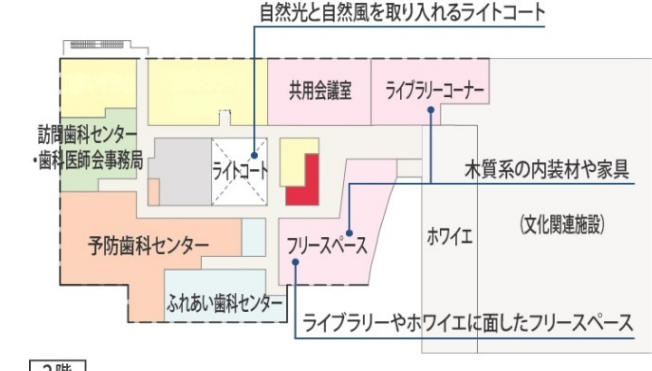 自然光と自然風を取り入れるライトコート
共用会議室
ライブラリーコーナー
訪問歯科センター
・歯科医師会事務局
ライトコート
木質系の内装材や家具
予防歯科センター
フリースペース
ホワイエ
(文化関連施設)
ふれあい歯科センター
ライブラリーやホワイエに面したフリースペース
2階